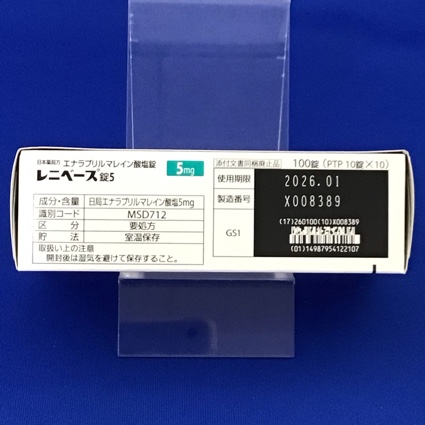 日本薬局方 エナラプリルマレイン酸塩錠
レニベース®錠5
5mg
添付文書同梱廃止品 100錠 (PTP 10錠×10)
成分・含量 日局エナラプリルマレイン酸塩5mg
識別コード MSD712
区分 要処方
貯法 室温保存
取扱い上の注意
開封後は湿気を避けて保存すること。
使用期限 2026.01
製造番号 X008389
GS1
(17)260100(10)X008389
(01)14987954122107